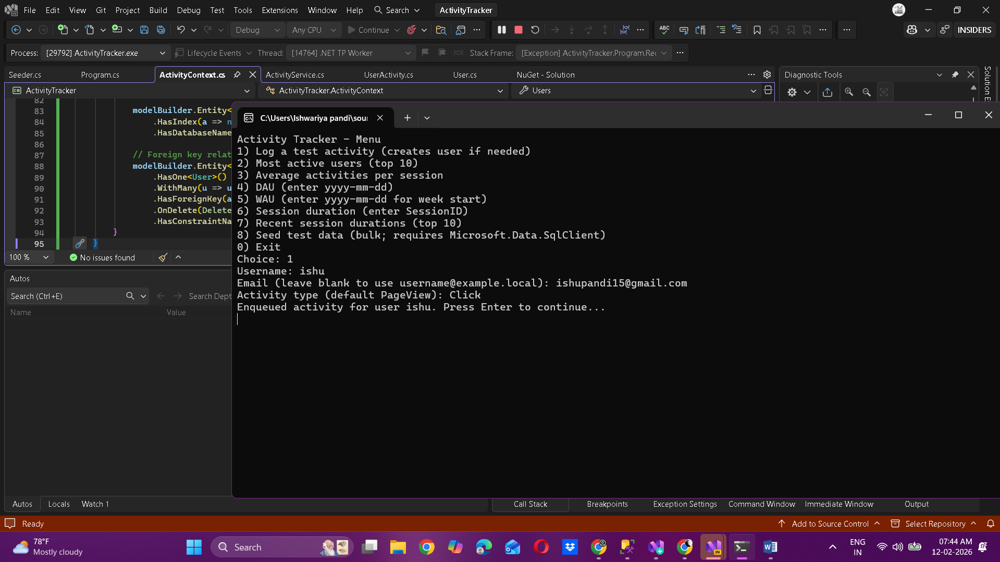 File Edit View Git Project Build Debug Test Tools Extensions Window Help Search ActivityTracker
Debug Any CPU Continue INSIDERS
Process: [29792] ActivityTracker.exe Lifecycle Events Thread: [14764] .NET TP Worker Stack Frame: [Exception] ActivityTracker.Program.Rec
Seeder.cs Program.cs ActivityContext.cs ActivityService.cs UserActivity.cs User.cs NuGet - Solution Diagnostic Tools
ActivityTracker ActivityTracker.ActivityContext Users
Solution E
82
83 modelBuilder.Entity<
84 .HasIndex(a => n
85 .HasDatabaseName
86
87 // Foreign key relat
88 modelBuilder.Entity<
89 .HasOne<User>()
90 .WithMany(u => u
91 .HasForeignKey(a
92 .OnDelete(Delete
93 .HasConstraintNa
94 }
95 }
100 % No issues found
C:\Users\Ishwariya pandi\sour
Activity Tracker - Menu
1) Log a test activity (creates user if needed)
2) Most active users (top 10)
3) Average activities per session
4) DAU (enter yyyy-mm-dd)
5) WAU (enter yyyy-mm-dd for week start)
6) Session duration (enter SessionID)
7) Recent session durations (top 10)
8) Seed test data (bulk; requires Microsoft.Data.SqlClient)
0) Exit
Choice: 1
Username: ishu
Email (leave blank to use username@example.local): ishupandi15@gmail.com
Activity type (default PageView): Click
Enqueued activity for user ishu. Press Enter to continue...
Autos
Search (Ctrl+E) Search Dept
Name Value
Autos Locals Watch 1 Call Stack Breakpoints Exception Settings Command Window Immediate Window Output
Ready Add to Source Control Select Repository
78°F
Mostly cloudy
Search
ENG
IN
07:44 AM
12-02-2026